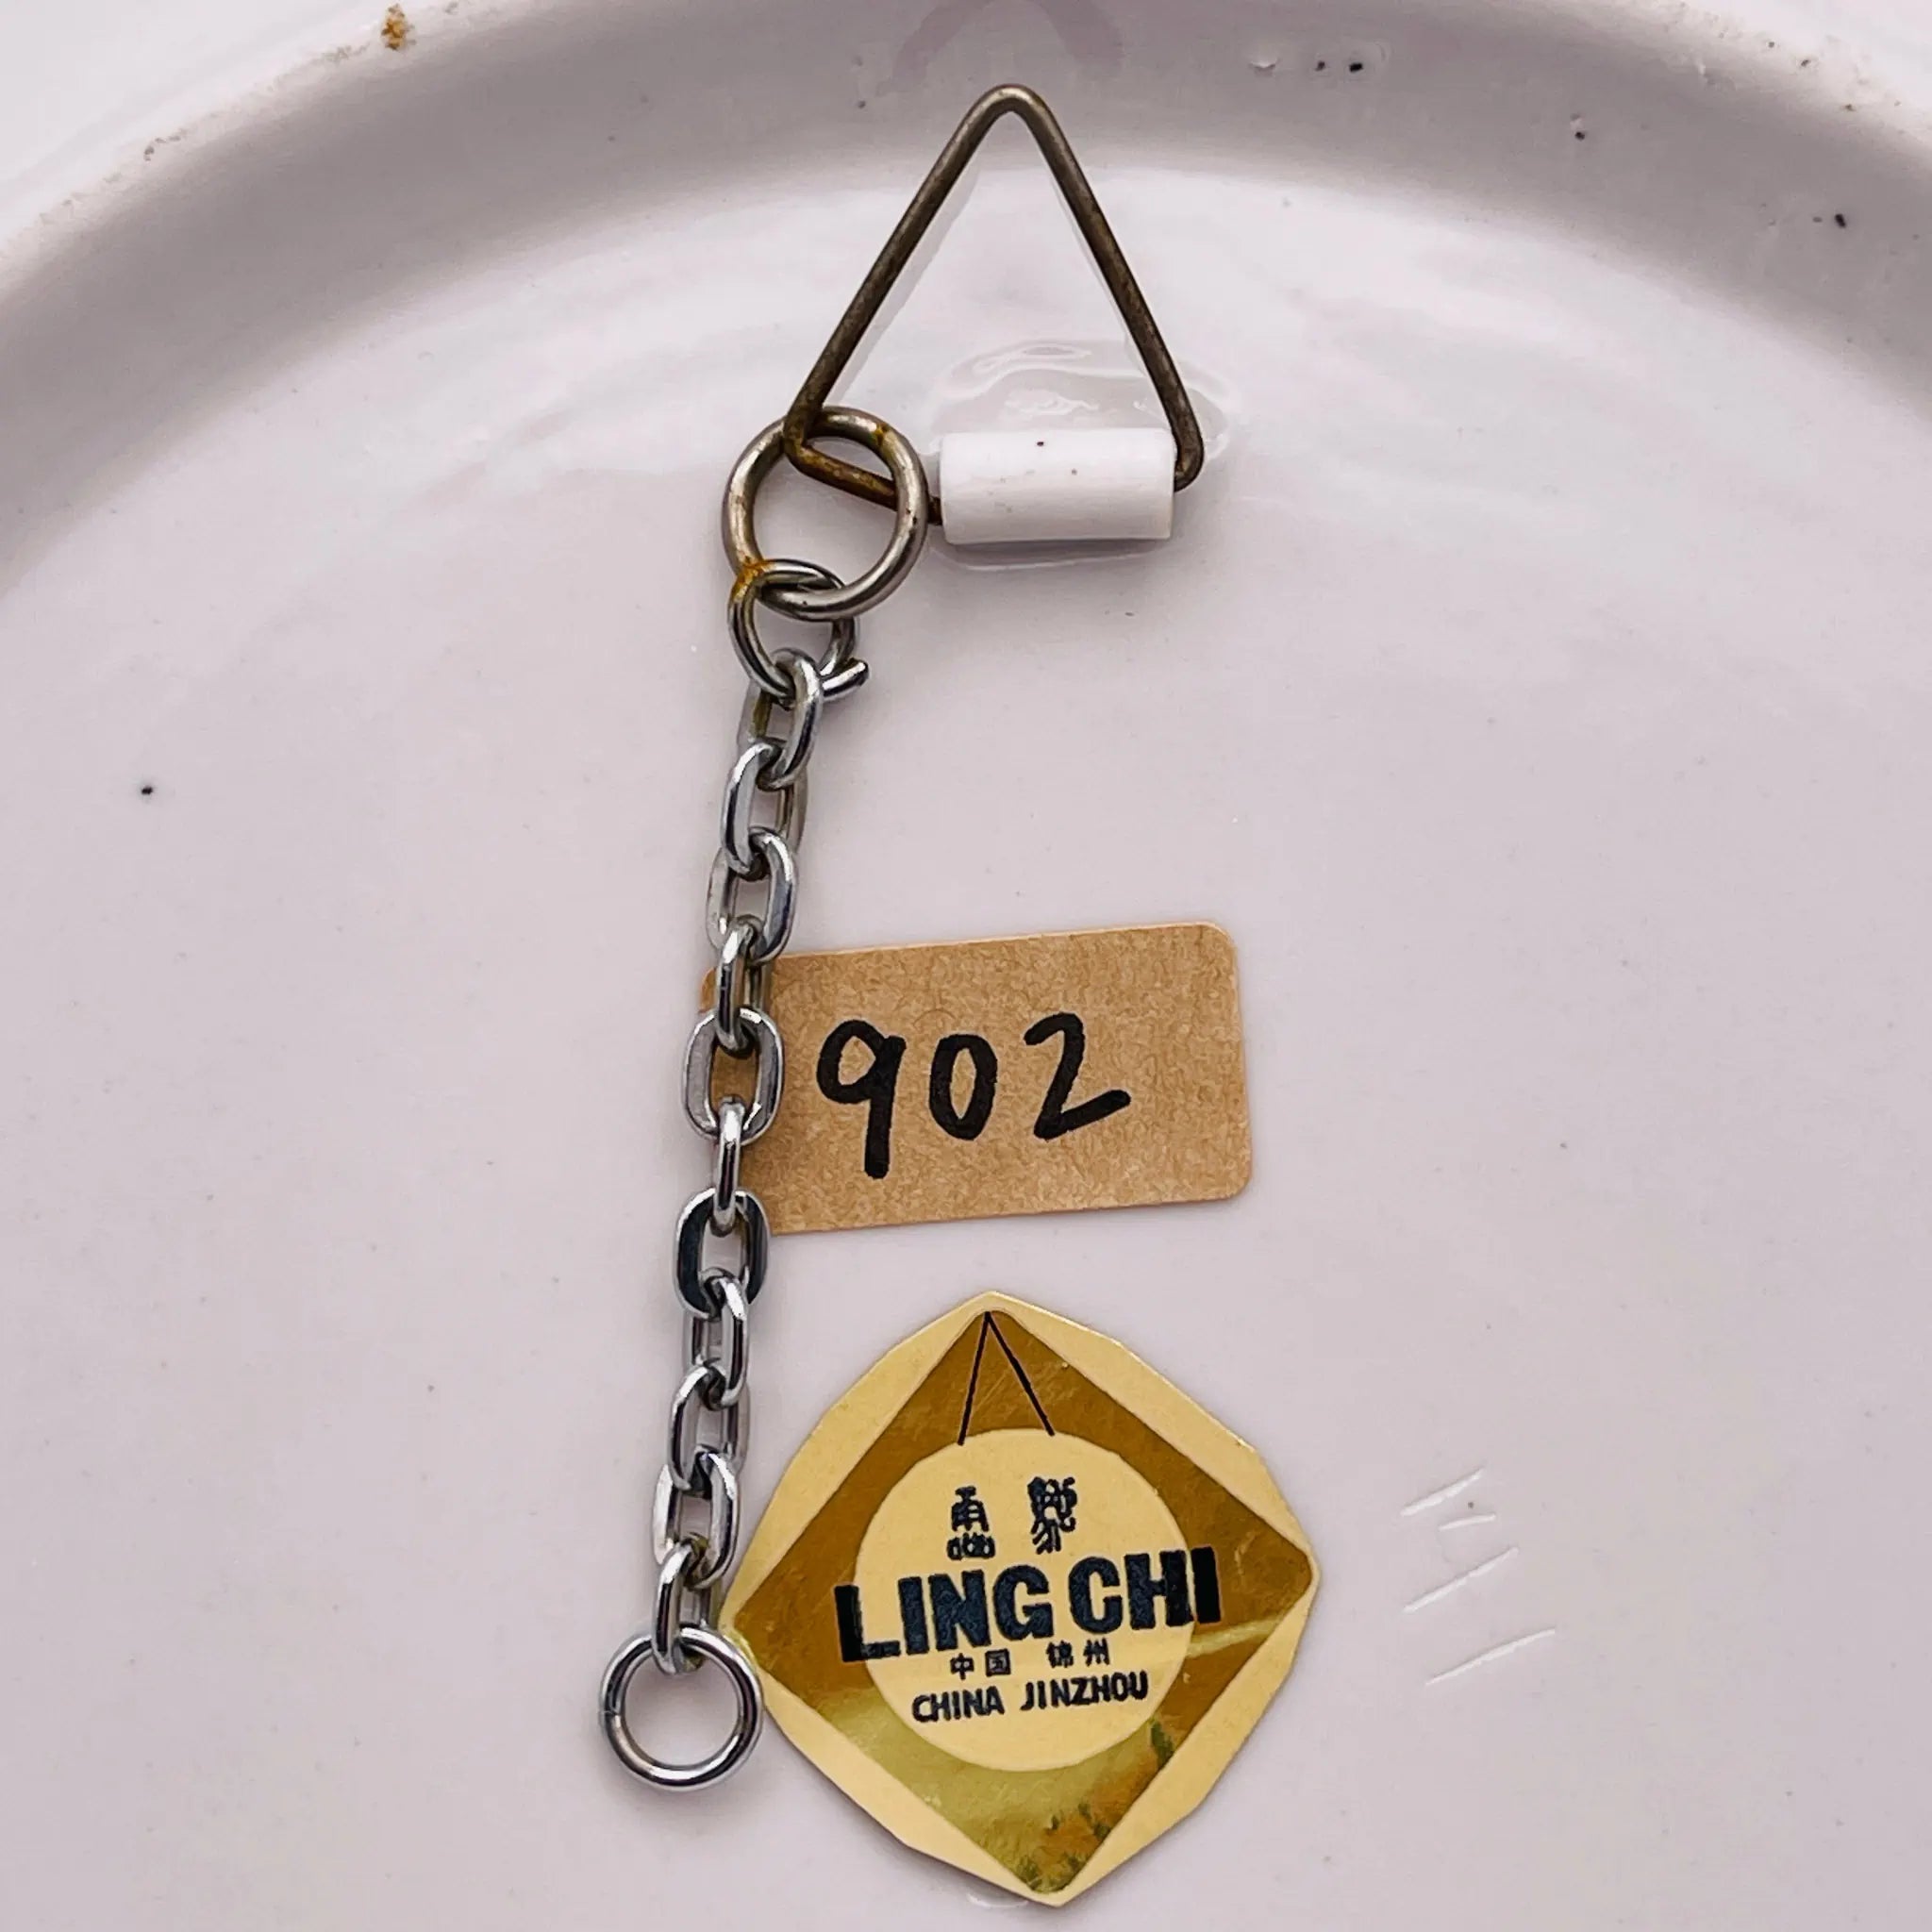 902
LING CHI
中国 锦州
CHINA JINZHOU